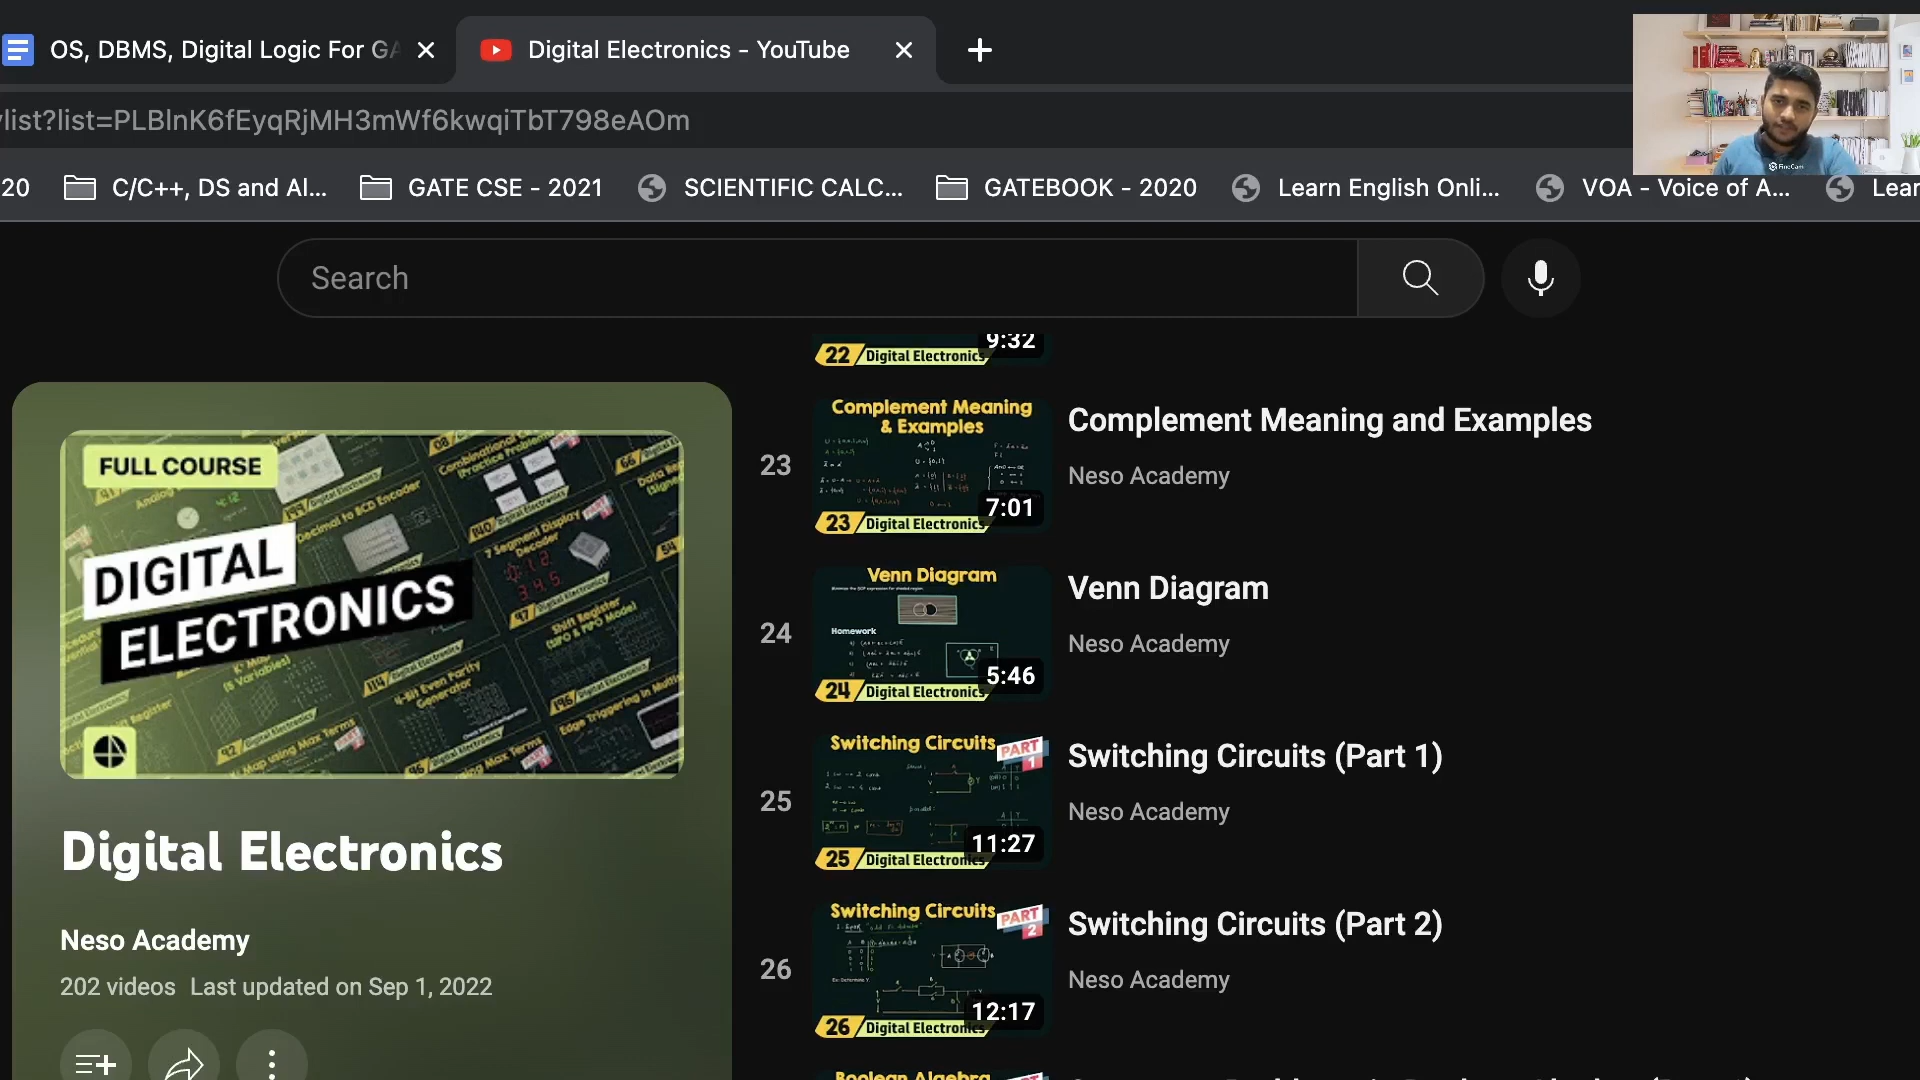 OS, DBMS, Digital Logic For GA
Digital Electronics - YouTube
list?list=PLBlnK6fEyqRjMH3mWf6kwqiTbT798eAOm
20
C/C++, DS and Al...
GATE CSE - 2021
SCIENTIFIC CALC...
GATEBOOK - 2020
Learn English Onli...
VOA - Voice of A...
Lear
FineCam
Search
FULL COURSE
DIGITAL
ELECTRONICS
Digital Electronics
Neso Academy
202 videos Last updated on Sep 1, 2022
9:32
22 Digital Electronics
23
Complement Meaning
& Examples
7:01
23 Digital Electronics
Complement Meaning and Examples
Neso Academy
24
Venn Diagram
Homework
5:46
24 Digital Electronics
Venn Diagram
Neso Academy
25
Switching Circuits
PART 1
11:27
25 Digital Electronics
Switching Circuits (Part 1)
Neso Academy
26
Switching Circuits
PART 2
12:17
26 Digital Electronics
Switching Circuits (Part 2)
Neso Academy
Boolean Algebra